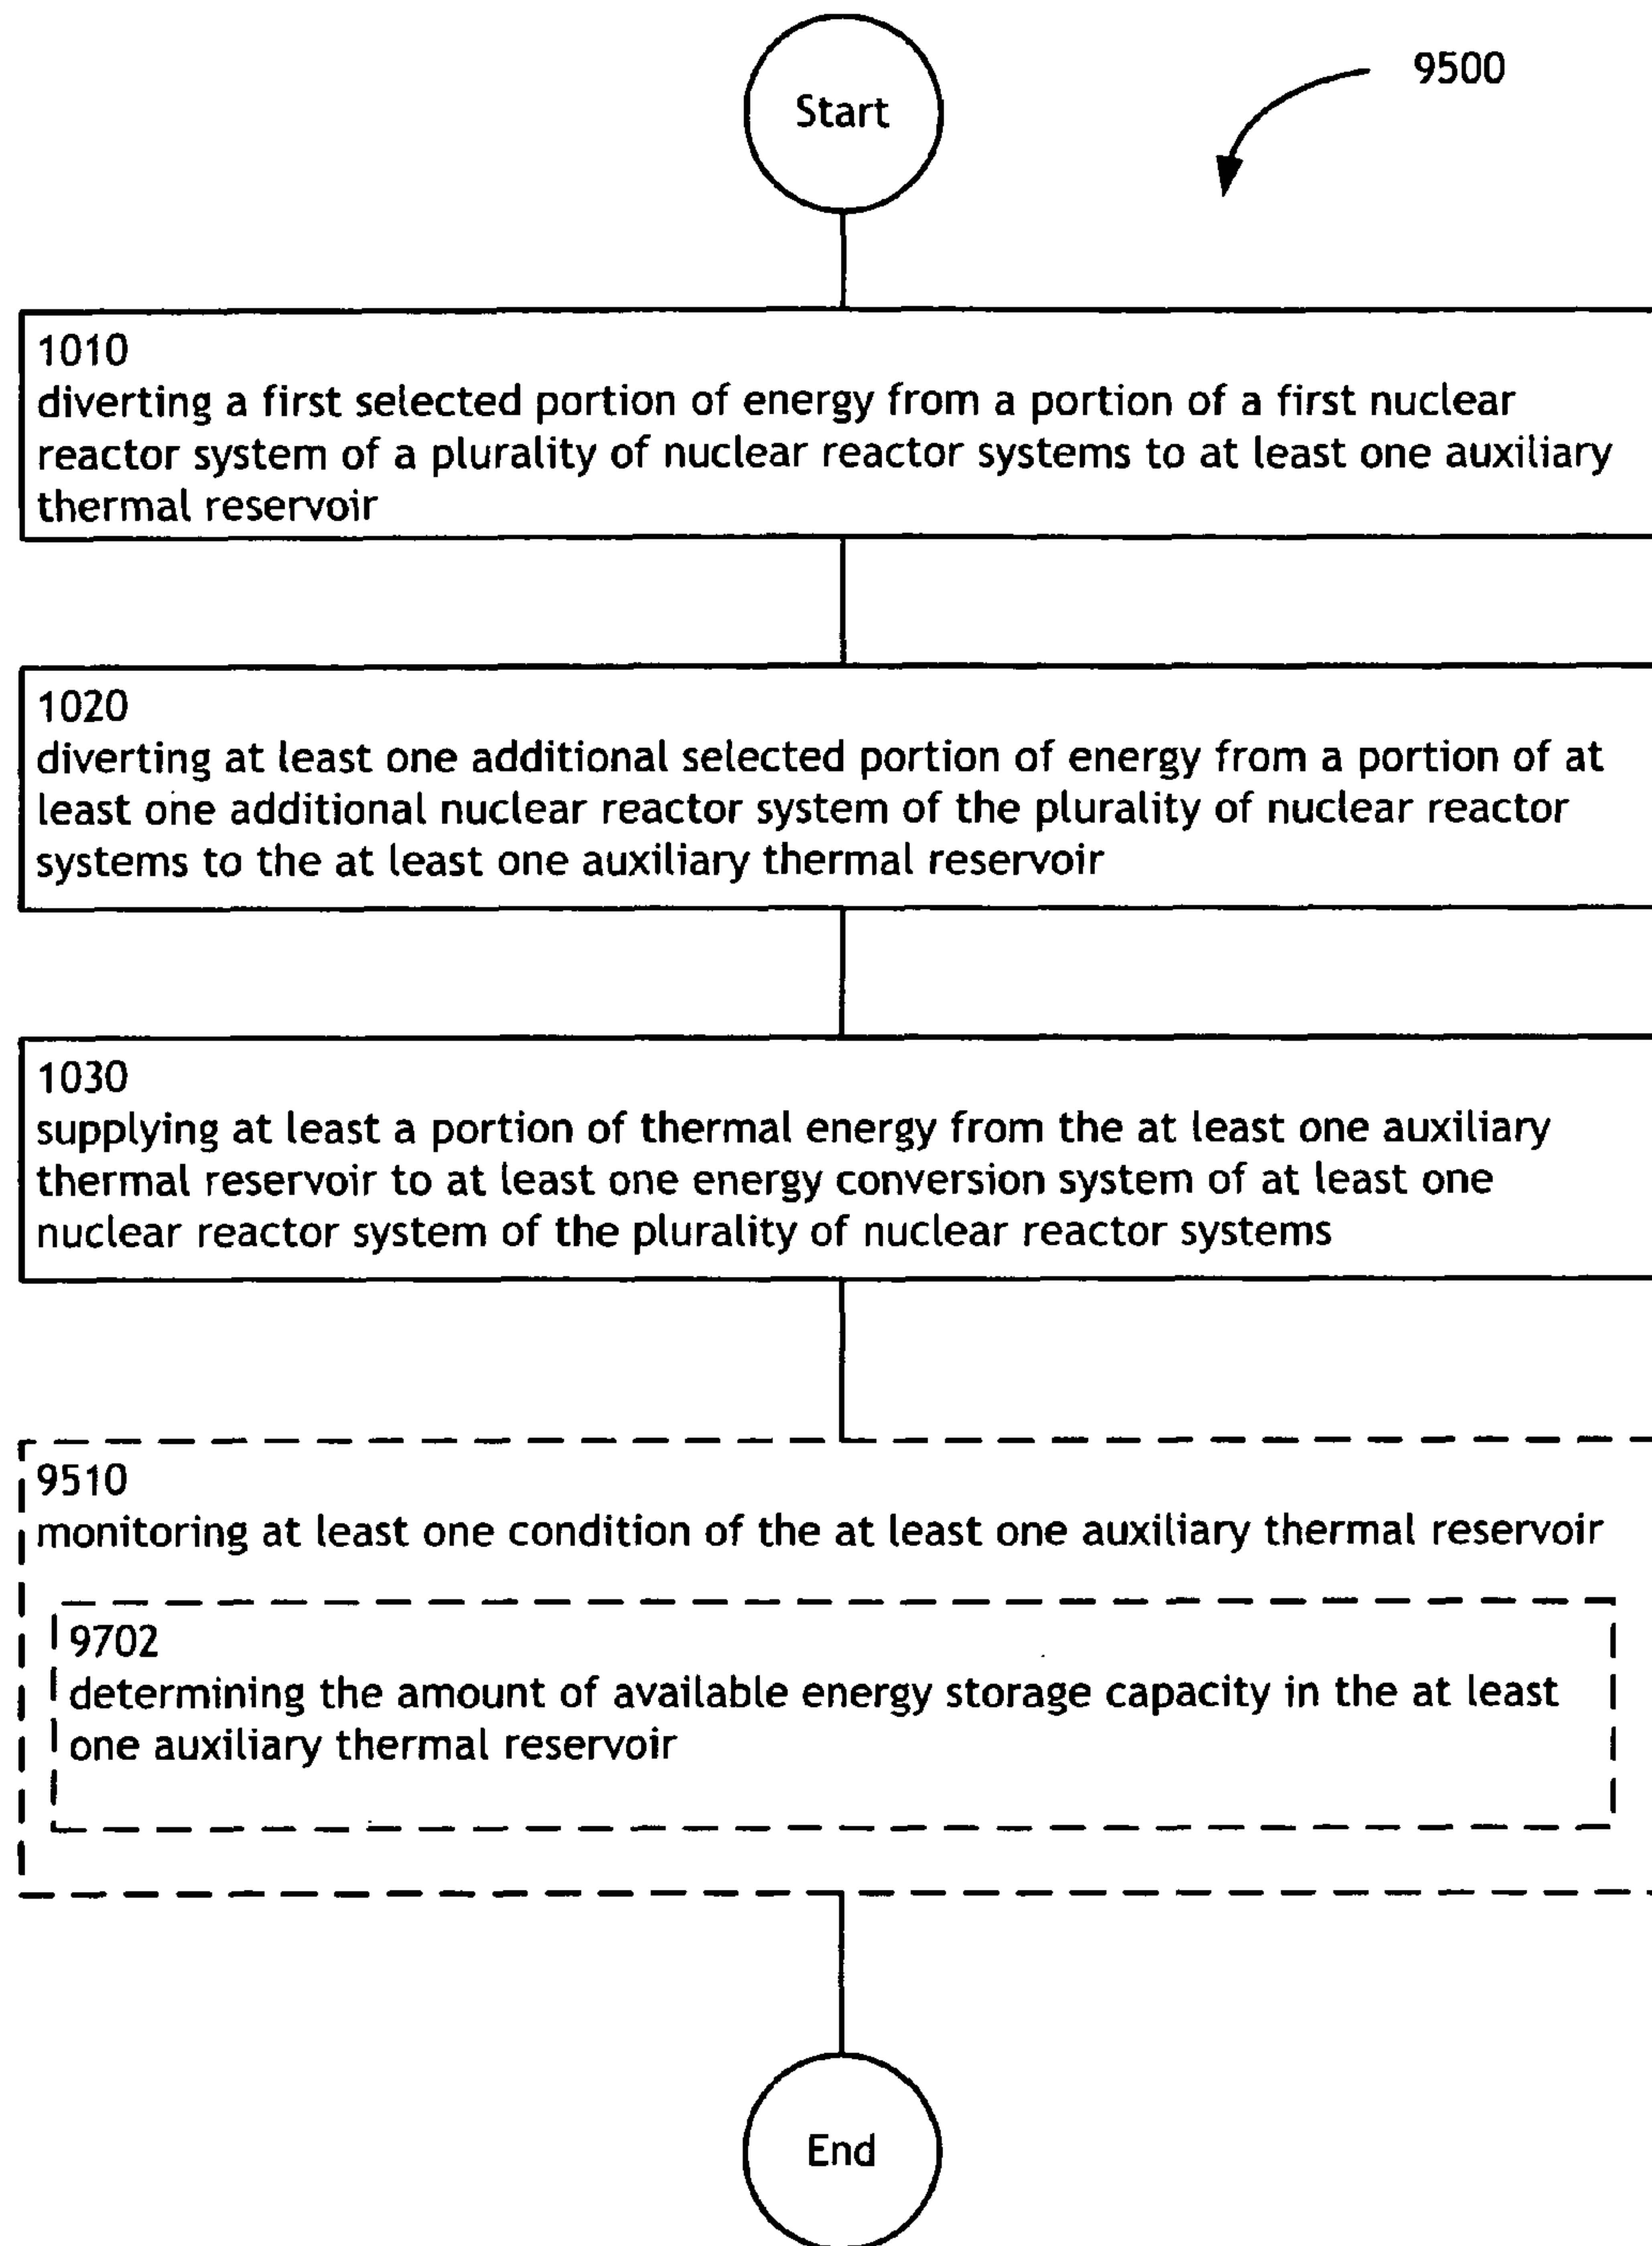 Start
9500
1010
diverting a first selected portion of energy from a portion of a first nuclear
reactor system of a plurality of nuclear reactor systems to at least one auxiliary
thermal reservoir
1020
diverting at least one additional selected portion of energy from a portion of at
least one additional nuclear reactor system of the plurality of nuclear reactor
systems to the at least one auxiliary thermal reservoir
1030
supplying at least a portion of thermal energy from the at least one auxiliary
thermal reservoir to at least one energy conversion system of at least one
nuclear reactor system of the plurality of nuclear reactor systems
9510
monitoring at least one condition of the at least one auxiliary thermal reservoir
9702
determining the amount of available energy storage capacity in the at least
one auxiliary thermal reservoir
End